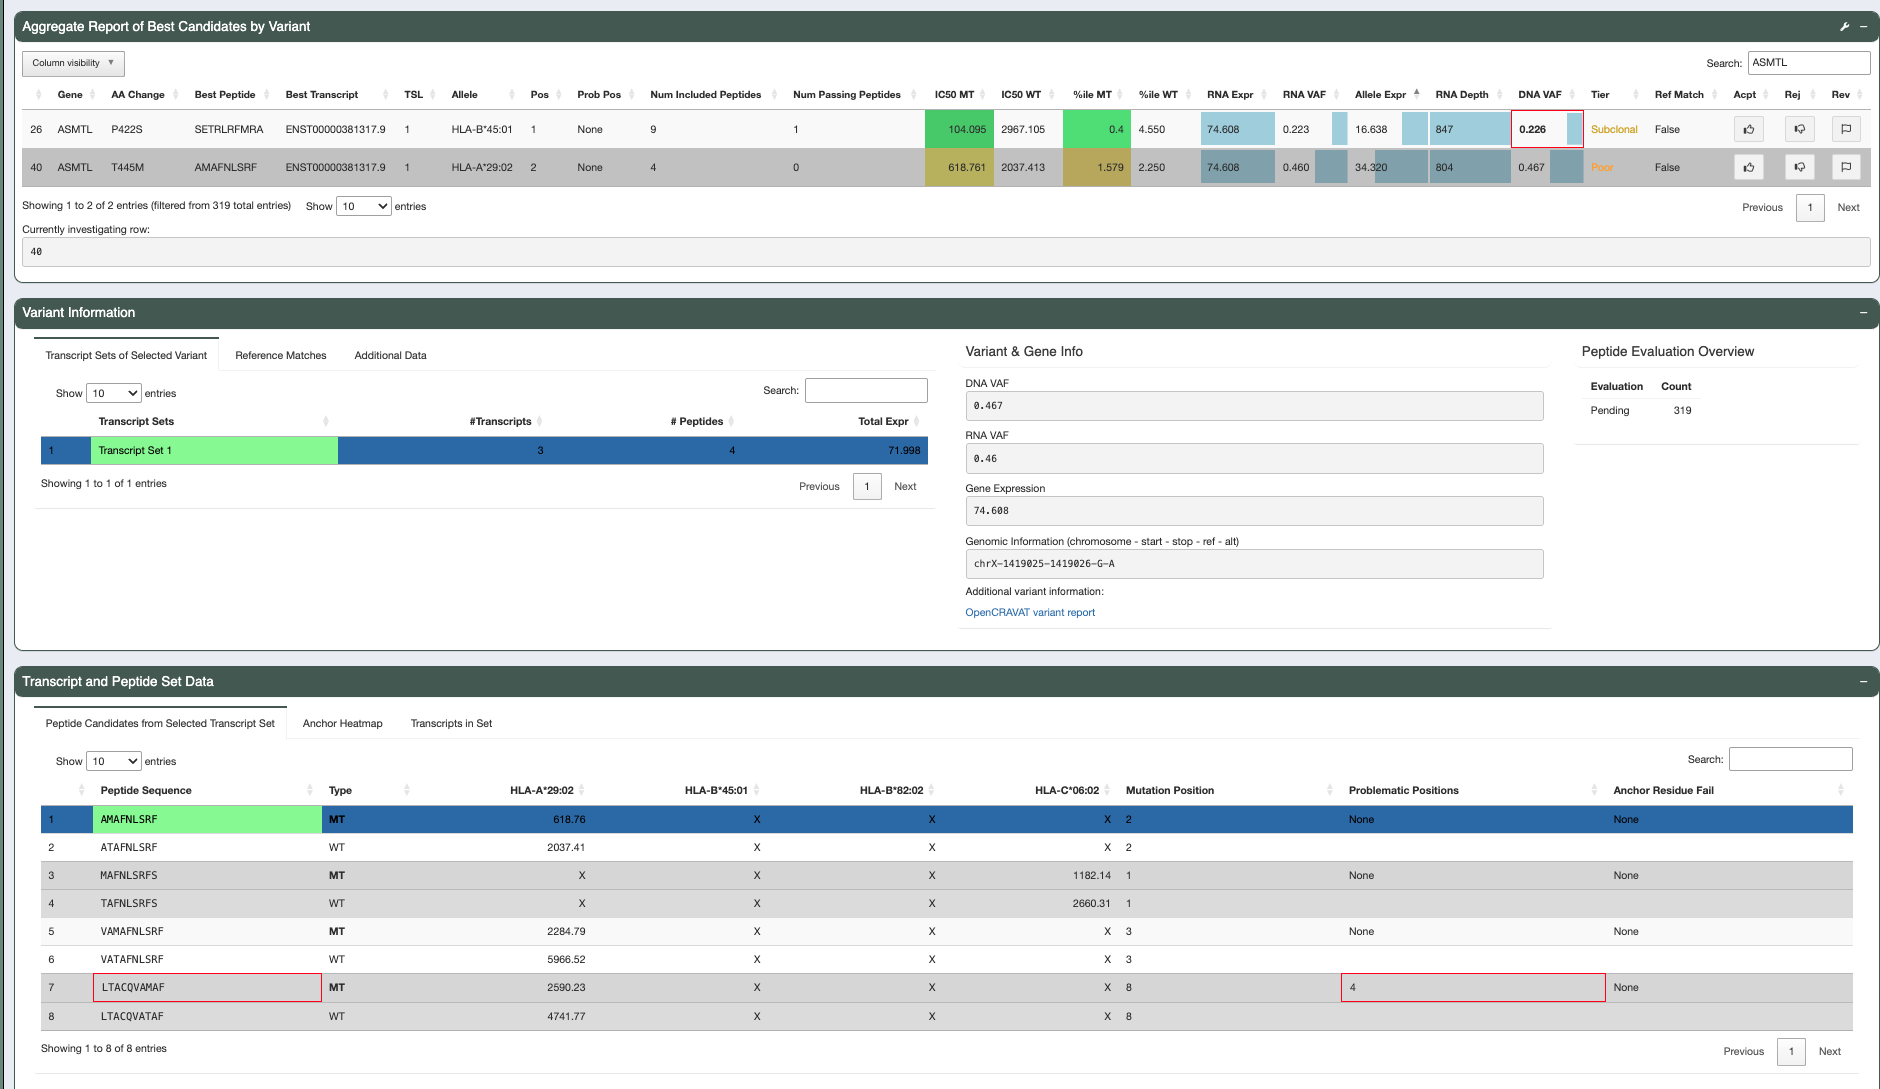 Aggregate Report of Best Candidates by Variant
Column visibility
Search: ASMTL
Gene AA Change Best Peptide Best Transcript TSL Allele Pos Prob Pos Num Included Peptides Num Passing Peptides IC50 MT IC50 WT %ile MT %ile WT RNA Expr RNA VAF Allele Expr RNA Depth DNA VAF Tier Ref Match Acpt Rej Rev
26 ASMTL P422S SETRLRFMRA ENST00000381317.9 1 HLA-B*45:01 1 None 9 1 104.095 2967.105 0.4 4.550 74.608 0.223 16.638 847 0.226 Subclonal False
40 ASMTL T445M AMAFNLSRF ENST00000381317.9 1 HLA-A*29:02 2 None 4 0 618.761 2037.413 1.579 2.250 74.608 0.460 34.320 804 0.467 Poor False
Showing 1 to 2 of 2 entries (filtered from 319 total entries) Show 10 entries Previous 1 Next
Currently investigating row:
40
Variant Information
Transcript Sets of Selected Variant Reference Matches Additional Data
Show 10 entries Search:
Transcript Sets #Transcripts # Peptides Total Expr
1 Transcript Set 1 3 4 71.998
Showing 1 to 1 of 1 entries Previous 1 Next
Variant & Gene Info
DNA VAF
0.467
RNA VAF
0.46
Gene Expression
74.608
Genomic Information (chromosome - start - stop - ref - alt)
chrX-1419025-1419026-G-A
Additional variant information:
OpenCRAVAT variant report
Peptide Evaluation Overview
Evaluation Count
Pending 319
Transcript and Peptide Set Data
Peptide Candidates from Selected Transcript Set Anchor Heatmap Transcripts in Set
Show 10 entries Search:
Peptide Sequence Type HLA-A*29:02 HLA-B*45:01 HLA-B*82:02 HLA-C*06:02 Mutation Position Problematic Positions Anchor Residue Fail
1 AMAFNLSRF MT 618.76 X X X 2 None None
2 ATAFNLSRF WT 2037.41 X X X 2
3 MAFNLSRFS MT X X X 1182.14 1 None None
4 TAFNLSRFS WT X X X 2660.31 1
5 VAMAFNLSRF MT 2284.79 X X X 3 None None
6 VATAFNLSRF WT 5966.52 X X X 3
7 LTACQVAMAF MT 2590.23 X X X 8 4 None
8 LTACQVATAF WT 4741.77 X X X 8
Showing 1 to 8 of 8 entries Previous 1 Next